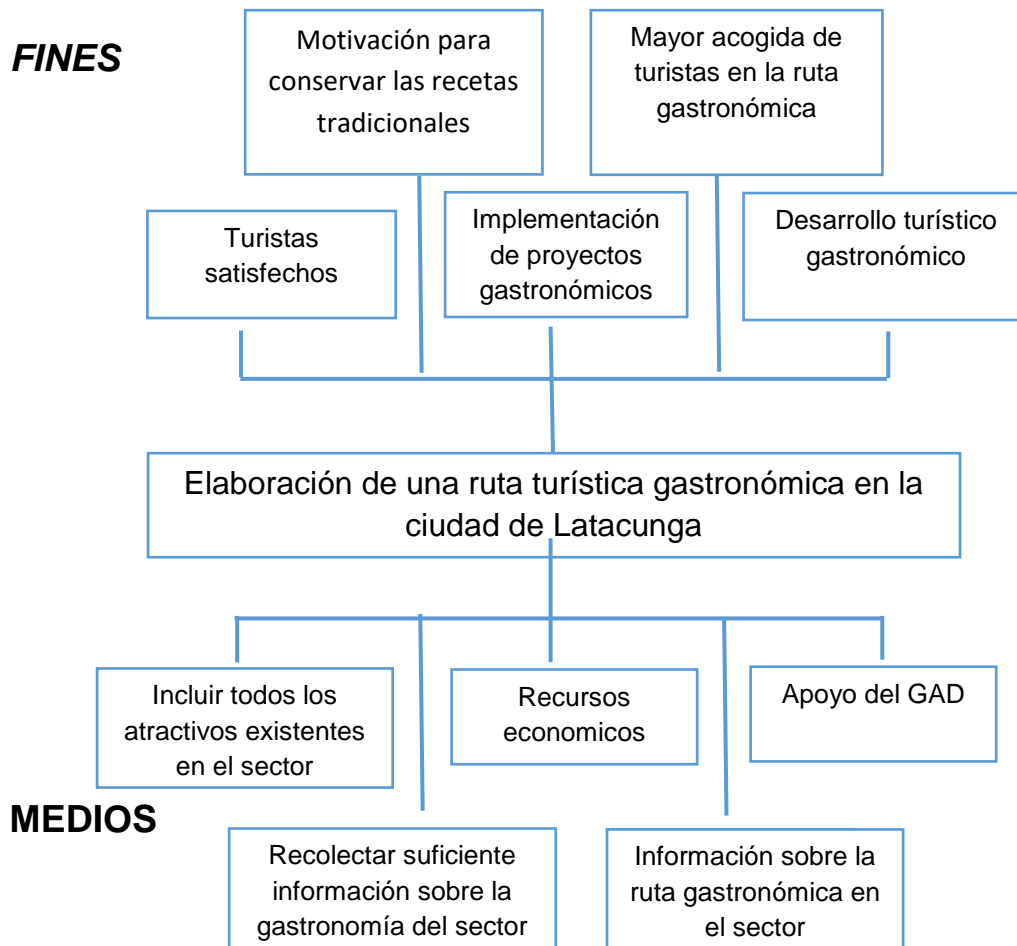 FINES
Motivación para
conservar las recetas
tradicionales
Mayor acogida de
turistas en la ruta
gastronómica
Turistas
satisfechos
Implementación
de proyectos
gastronómicos
Desarrollo turístico
gastronómico
Elaboración de una ruta turística gastronómica en la
ciudad de Latacunga
Incluir todos los
atractivos existentes
en el sector
Recursos
economicos
Apoyo del GAD
MEDIOS
Recolectar suficiente
información sobre la
gastronomía del sector
Información sobre la
ruta gastronómica en
el sector